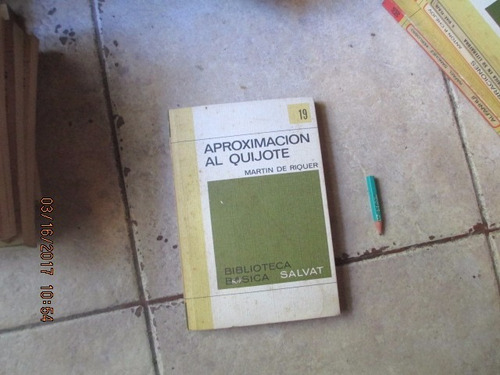 19
APROXIMACION
AL QUIJOTE
MARTIN DE RIQUER
BIBLIOTECA
BASICA SALVAT
03/16/2017 10:54